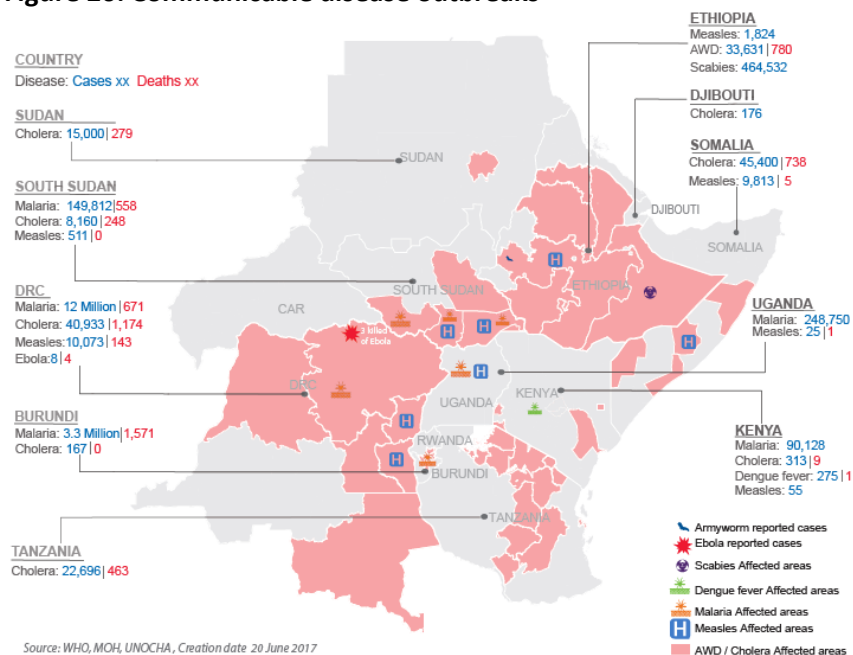 COUNTRY
Disease: Cases xx Deaths xx
SUDAN
Cholera: 15,000|279
SOUTH SUDAN
Malaria: 149,812|558
Cholera: 8,160|248
Measles: 511|0
DRC
Malaria: 12 Million|671
Cholera: 40,933|1,174
Measles:10,073|143
Ebola:8|4
BURUNDI
Malaria: 3.3 Million|1,571
Cholera: 167|0
TANZANIA
Cholera: 22,696|463
ETHIOPIA
Measles: 1,824
AWD: 33,631|780
Scabies: 464,532
DJIBOUTI
Cholera: 176
SOMALIA
Cholera: 45,400|738
Measles: 9,813|5
UGANDA
Malaria: 248,750
Measles: 25|1
KENYA
Malaria: 90,128
Cholera: 313|9
Dengue fever: 275|1
Measles: 55
SUDAN
DJIBOUTI
SOMALIA
SOUTH SUDAN
ETHIOPIA
CAR
3 killed
of Ebola
DRC
UGANDA
KENYA
RWANDA
BURUNDI
TANZANIA
H
H
H
H
H
H
H
Armyworm reported cases
Ebola reported cases
Scabies Affected areas
Dengue fever Affected areas
Malaria Affected areas
H Measles Affected areas
AWD / Cholera Affected areas
Source: WHO, MOH, UNOCHA, Creation date 20 June 2017